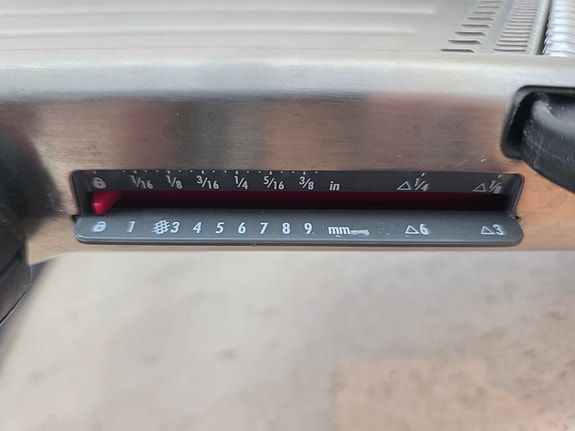 1/16 1/8 3/16 1/4 5/16 3/8 in △1/4 △1/8
1 3 4 5 6 7 8 9 mm △6 △3